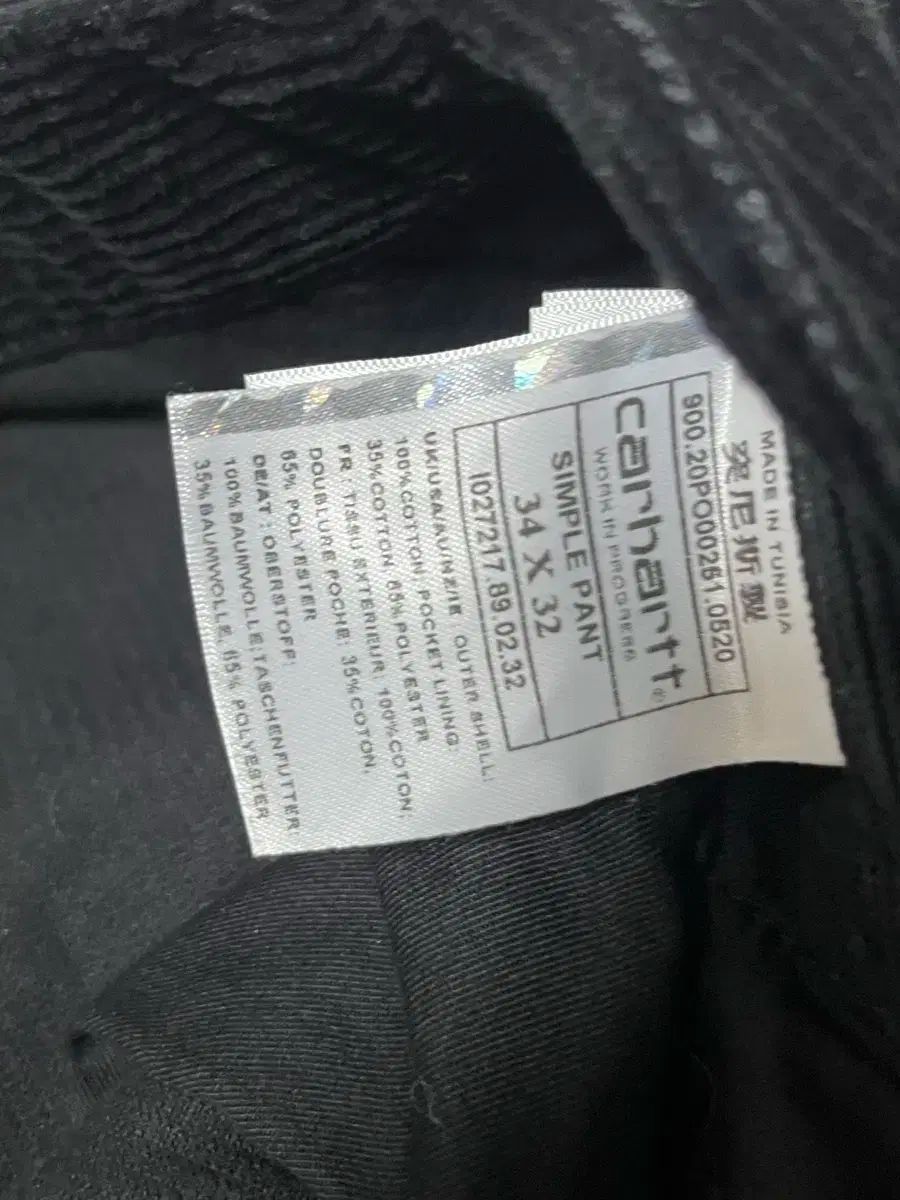 MADE IN TUNISIA
突尼斯製
900.20PO00261.0520
carhartt®
WORK IN PROGRESS
SIMPLE PANT
34 X 32
I027217.89.02.32
UK/USA/AUNZ/IE OUTER SHELL:
100%COTTON; POCKET LINING
35%COTTON, 65%POLYESTER
FR: TISSU EXTERIEUR: 100%COTON;
DOUBLURE POCHE: 35%COTON,
65% POLYESTER
DE/AT : OBERSTOFF:
100%BAUMWOLLE;TASCHENFUTTER:
35%BAUMWOLLE, 65% POLYESTER